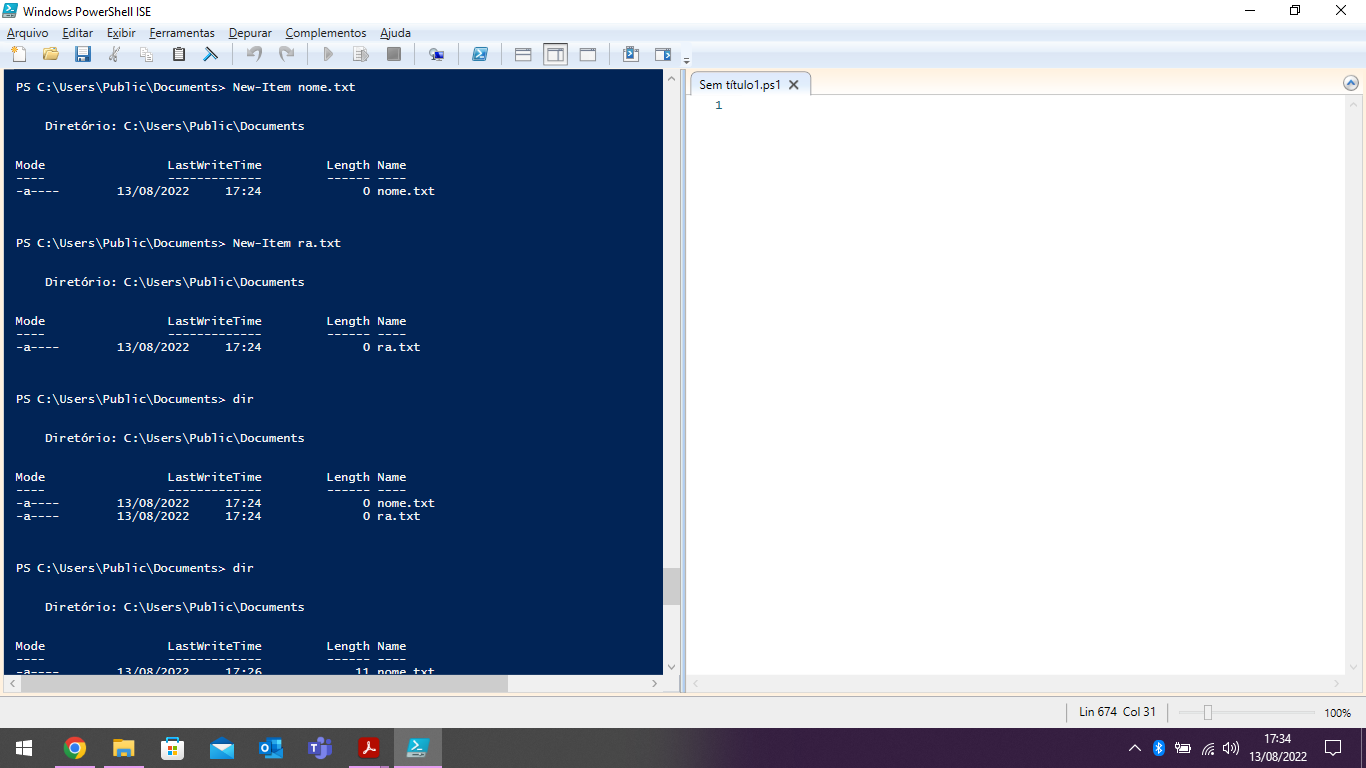 Windows PowerShell ISE
Arquivo Editar Exibir Ferramentas Depurar Complementos Ajuda
PS C:\Users\Public\Documents> New-Item nome.txt
Diretório: C:\Users\Public\Documents
Mode LastWriteTime Length Name
---- ------------- ------ ----
-a---- 13/08/2022 17:24 0 nome.txt
PS C:\Users\Public\Documents> New-Item ra.txt
Diretório: C:\Users\Public\Documents
Mode LastWriteTime Length Name
---- ------------- ------ ----
-a---- 13/08/2022 17:24 0 ra.txt
PS C:\Users\Public\Documents> dir
Diretório: C:\Users\Public\Documents
Mode LastWriteTime Length Name
---- ------------- ------ ----
-a---- 13/08/2022 17:24 0 nome.txt
-a---- 13/08/2022 17:24 0 ra.txt
PS C:\Users\Public\Documents> dir
Diretório: C:\Users\Public\Documents
Mode LastWriteTime Length Name
---- ------------- ------ ----
-a---- 13/08/2022 17:26 11 nome.txt
Sem título1.ps1
1
Lin 674 Col 31
100%
17:34
13/08/2022